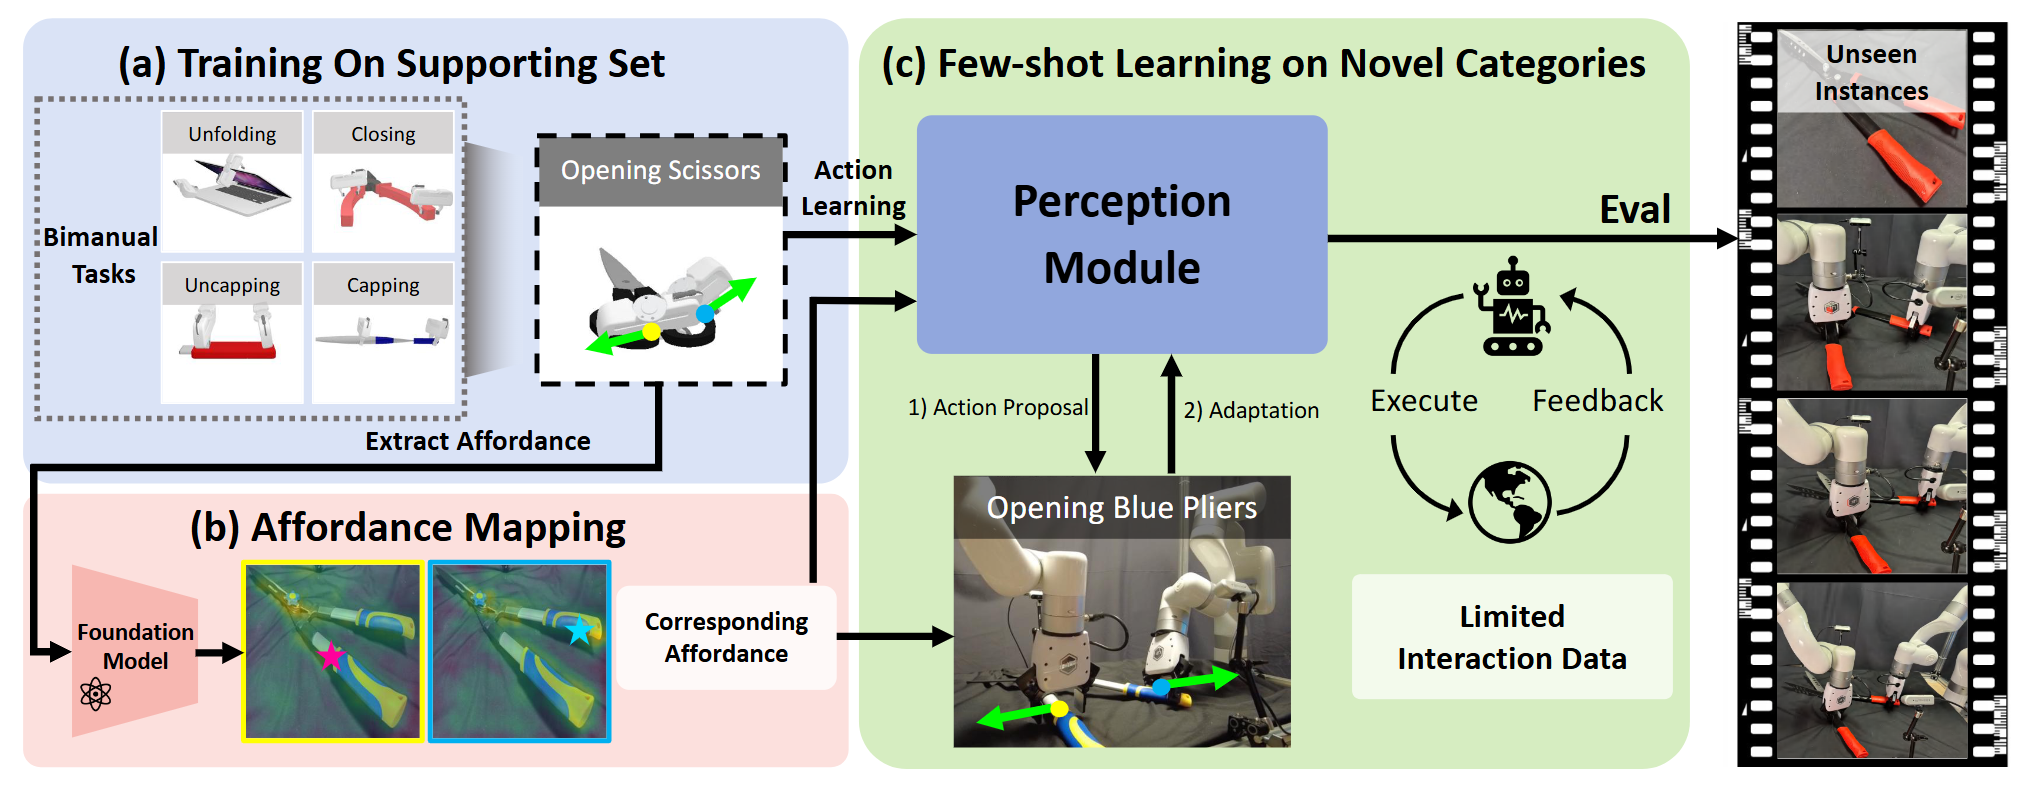 (a) Training On Supporting Set
Bimanual
Tasks
Unfolding
Closing
Uncapping
Capping
Opening Scissors
Action
Learning
Extract Affordance
(b) Affordance Mapping
Foundation
Model
Corresponding
Affordance
(c) Few-shot Learning on Novel Categories
Perception
Module
1) Action Proposal
2) Adaptation
Opening Blue Pliers
Eval
Execute
Feedback
Limited
Interaction Data
Unseen
Instances